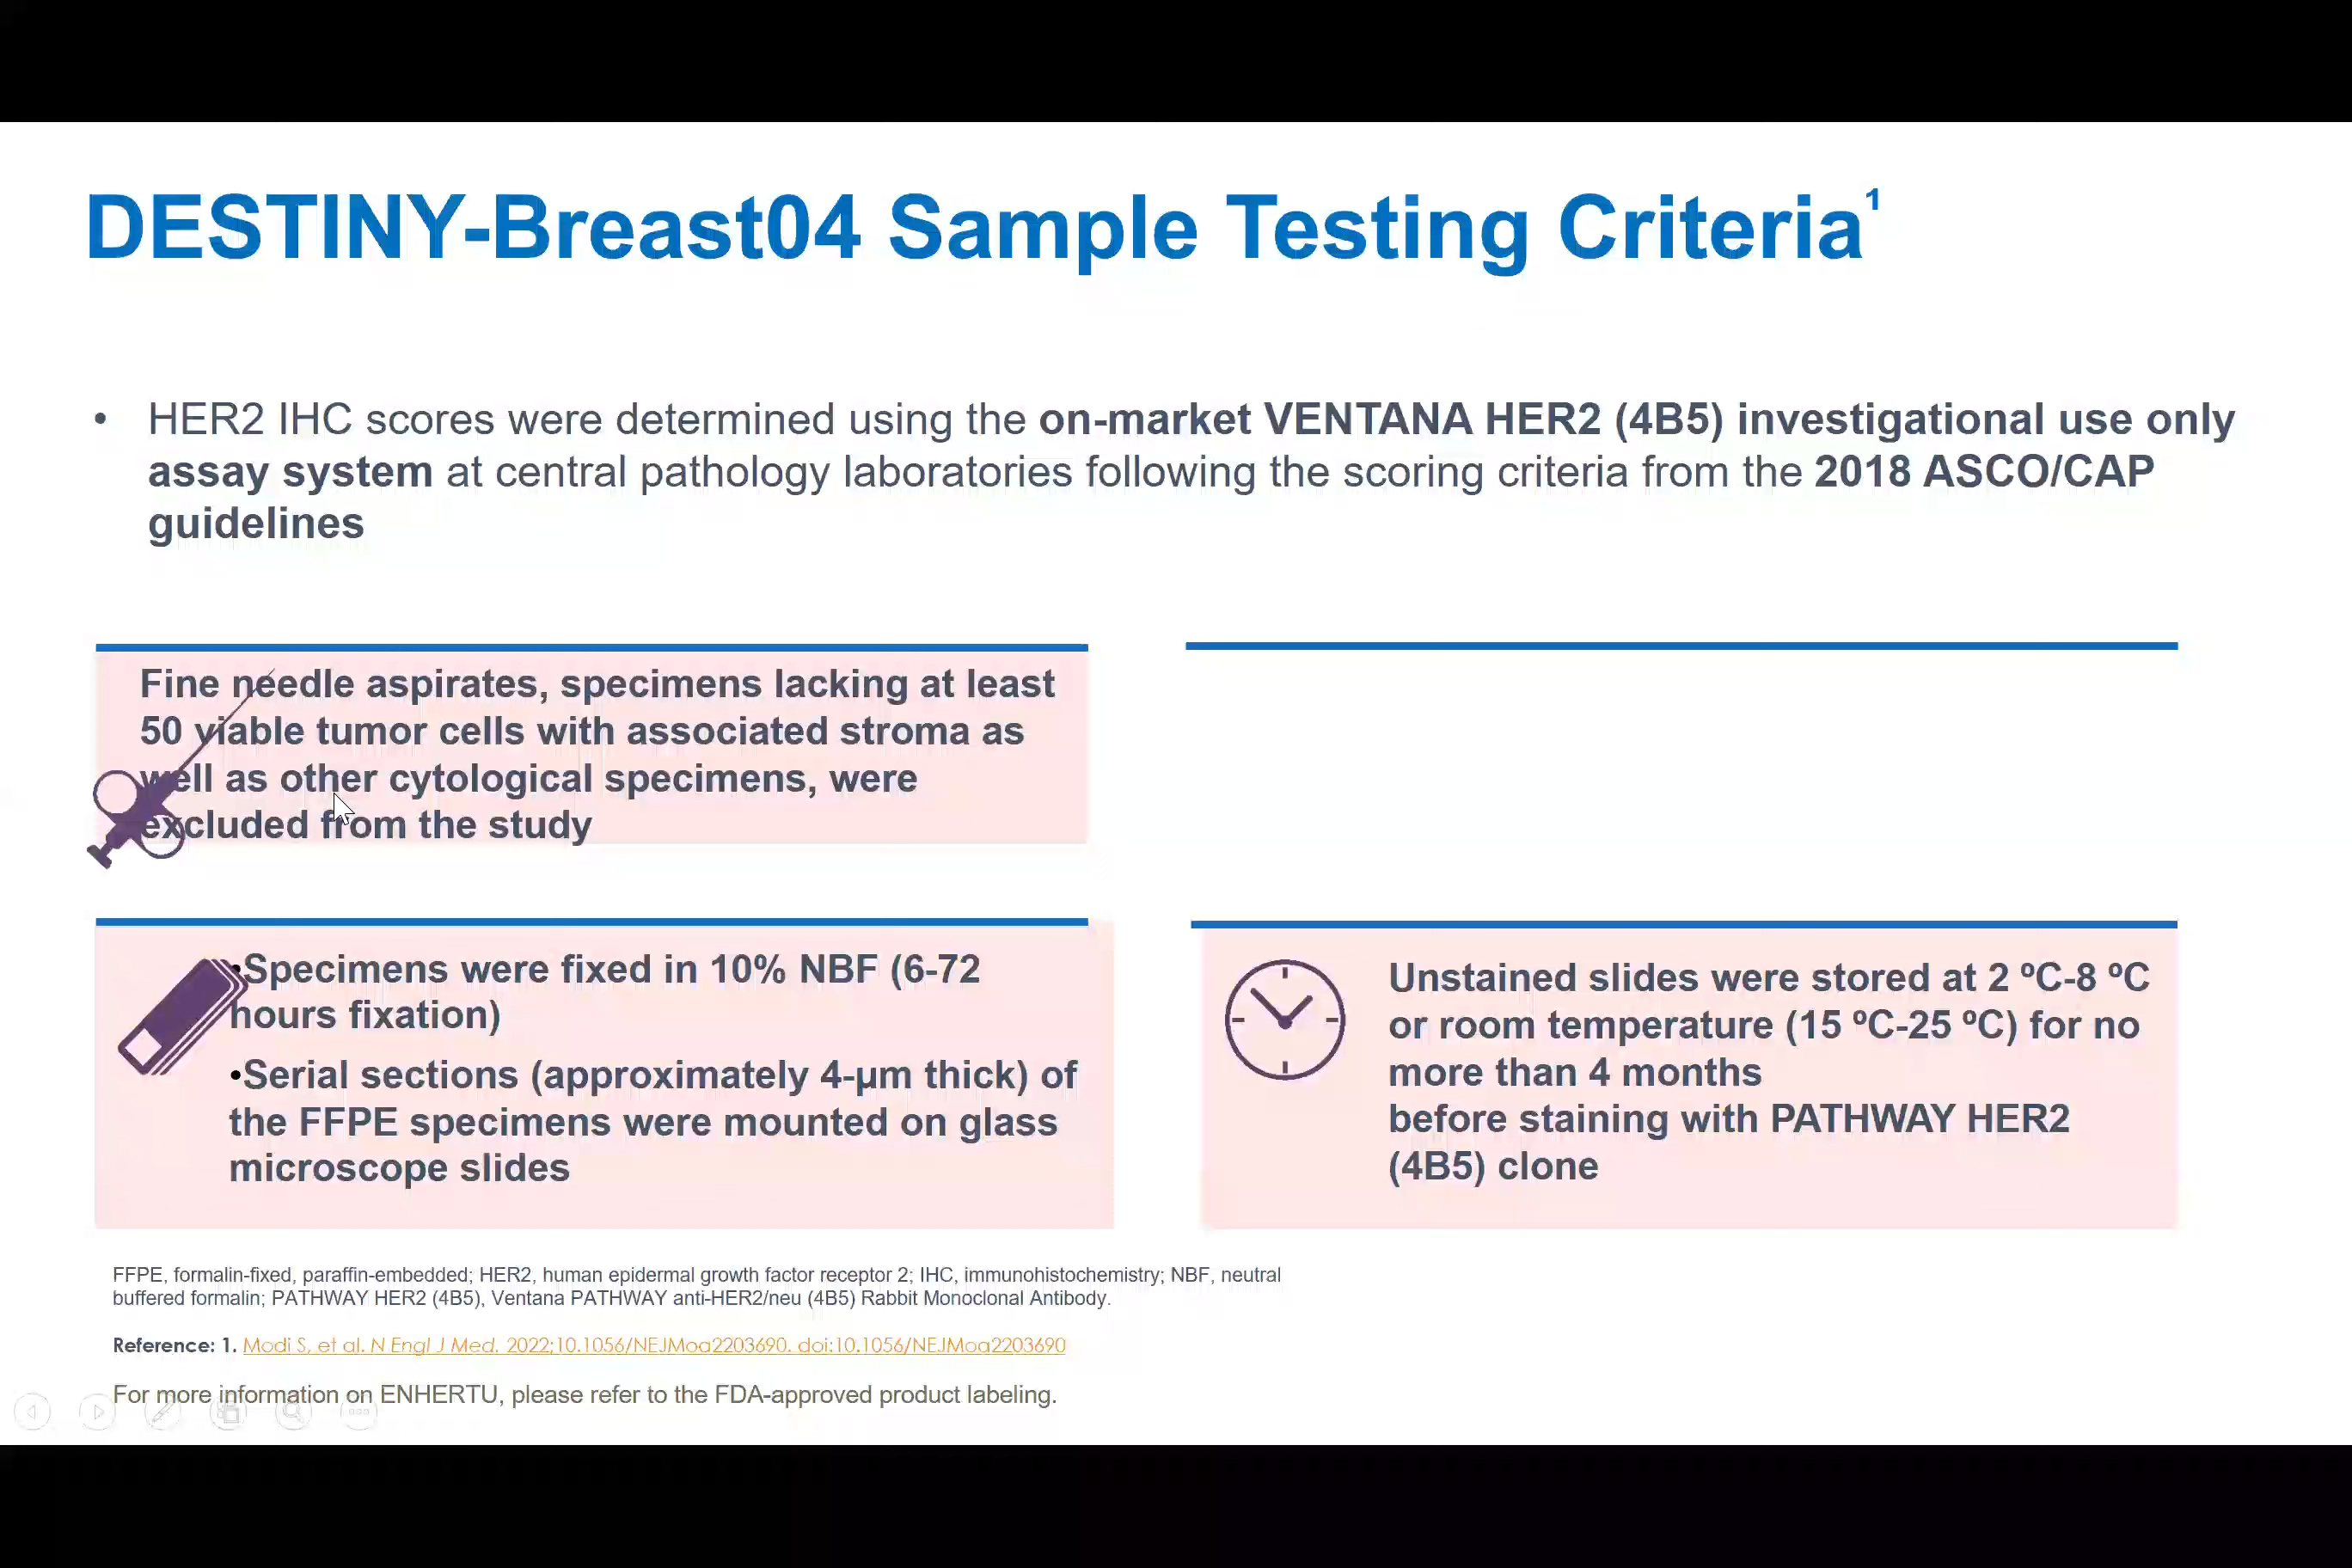 DESTINY-Breast04 Sample Testing Criteria¹
• HER2 IHC scores were determined using the on-market VENTANA HER2 (4B5) investigational use only
assay system at central pathology laboratories following the scoring criteria from the 2018 ASCO/CAP
guidelines
Fine needle aspirates, specimens lacking at least
50 viable tumor cells with associated stroma as
well as other cytological specimens, were
excluded from the study
•Specimens were fixed in 10% NBF (6-72
hours fixation)
•Serial sections (approximately 4-μm thick) of
the FFPE specimens were mounted on glass
microscope slides
Unstained slides were stored at 2 ºC-8 ºC
or room temperature (15 ºC-25 ºC) for no
more than 4 months
before staining with PATHWAY HER2
(4B5) clone
FFPE, formalin-fixed, paraffin-embedded; HER2, human epidermal growth factor receptor 2; IHC, immunohistochemistry; NBF, neutral
buffered formalin; PATHWAY HER2 (4B5), Ventana PATHWAY anti-HER2/neu (4B5) Rabbit Monoclonal Antibody.
Reference: 1. Modi S, et al. N Engl J Med. 2022;10.1056/NEJMoa2203690. doi:10.1056/NEJMoa2203690
For more information on ENHERTU, please refer to the FDA-approved product labeling.